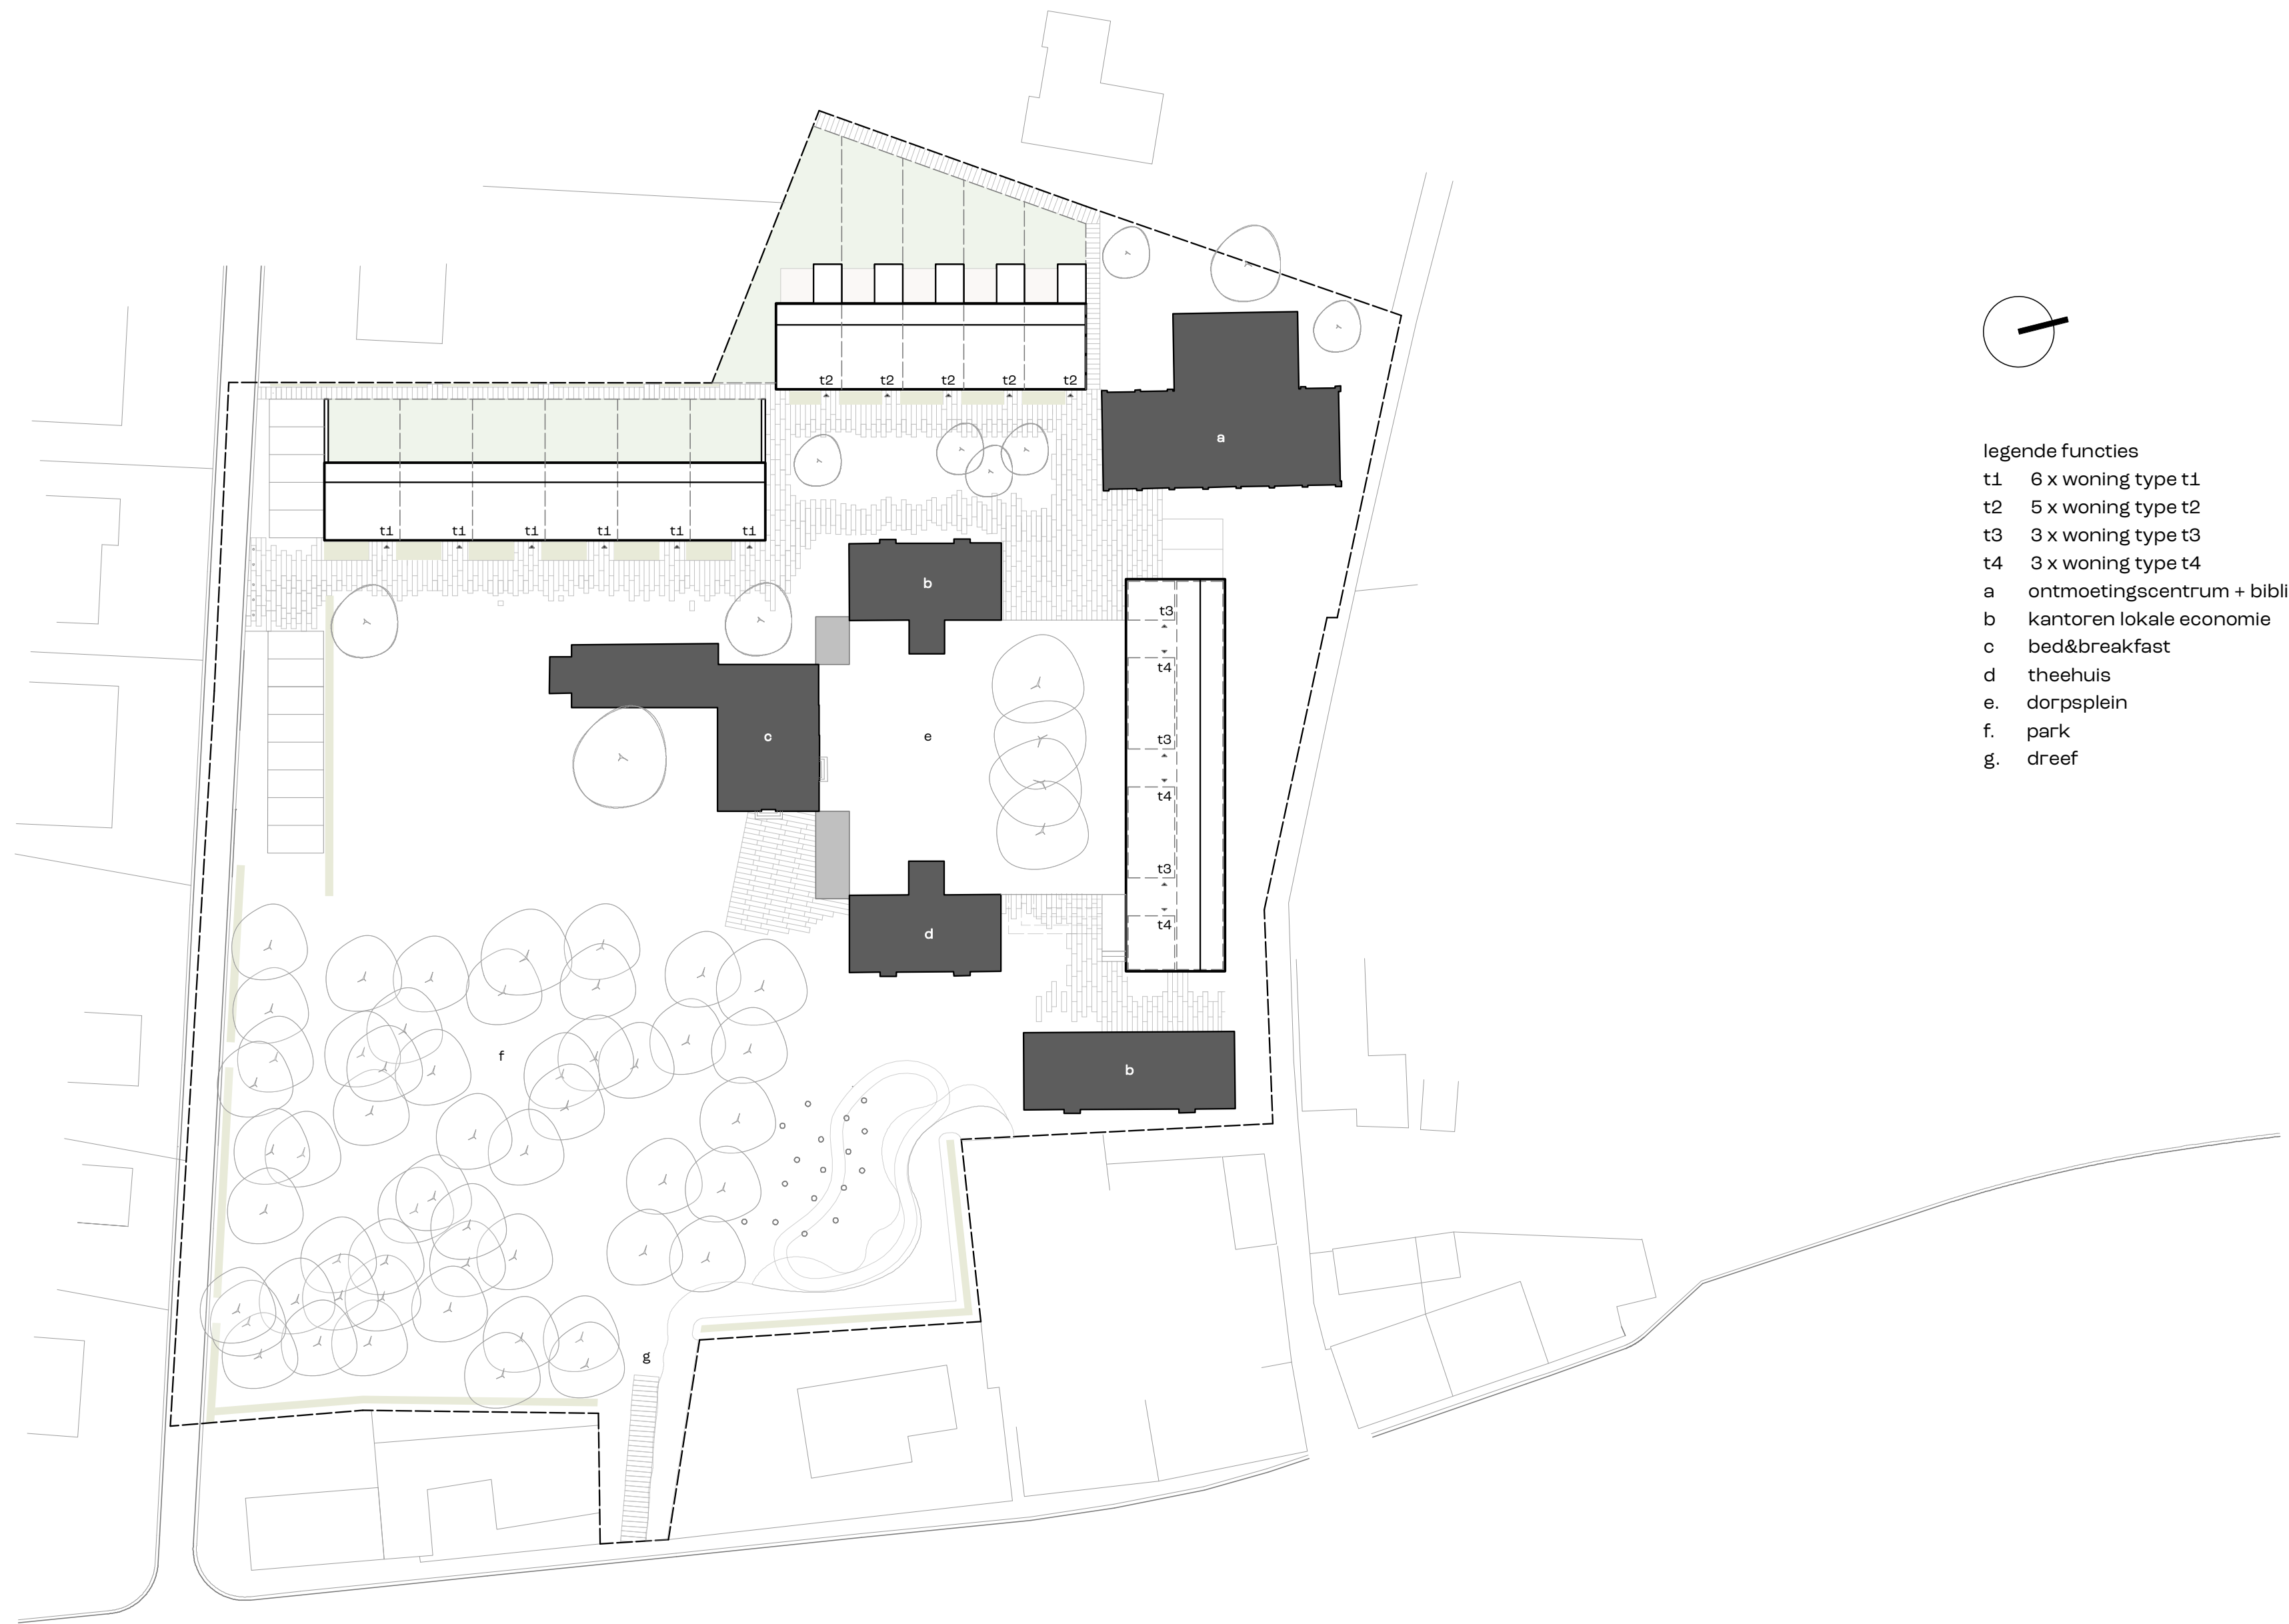 t2 t2 t2 t2 t2
a
t1 t1 t1 t1 t1 t1
b
t3
t4
c
e
t3
t4
t3
t4
d
f
b
g
legende functies
t1 6 x woning type t1
t2 5 x woning type t2
t3 3 x woning type t3
t4 3 x woning type t4
a ontmoetingscentrum + bibli
b kantoren lokale economie
c bed&breakfast
d theehuis
e. dorpsplein
f. park
g. dreef